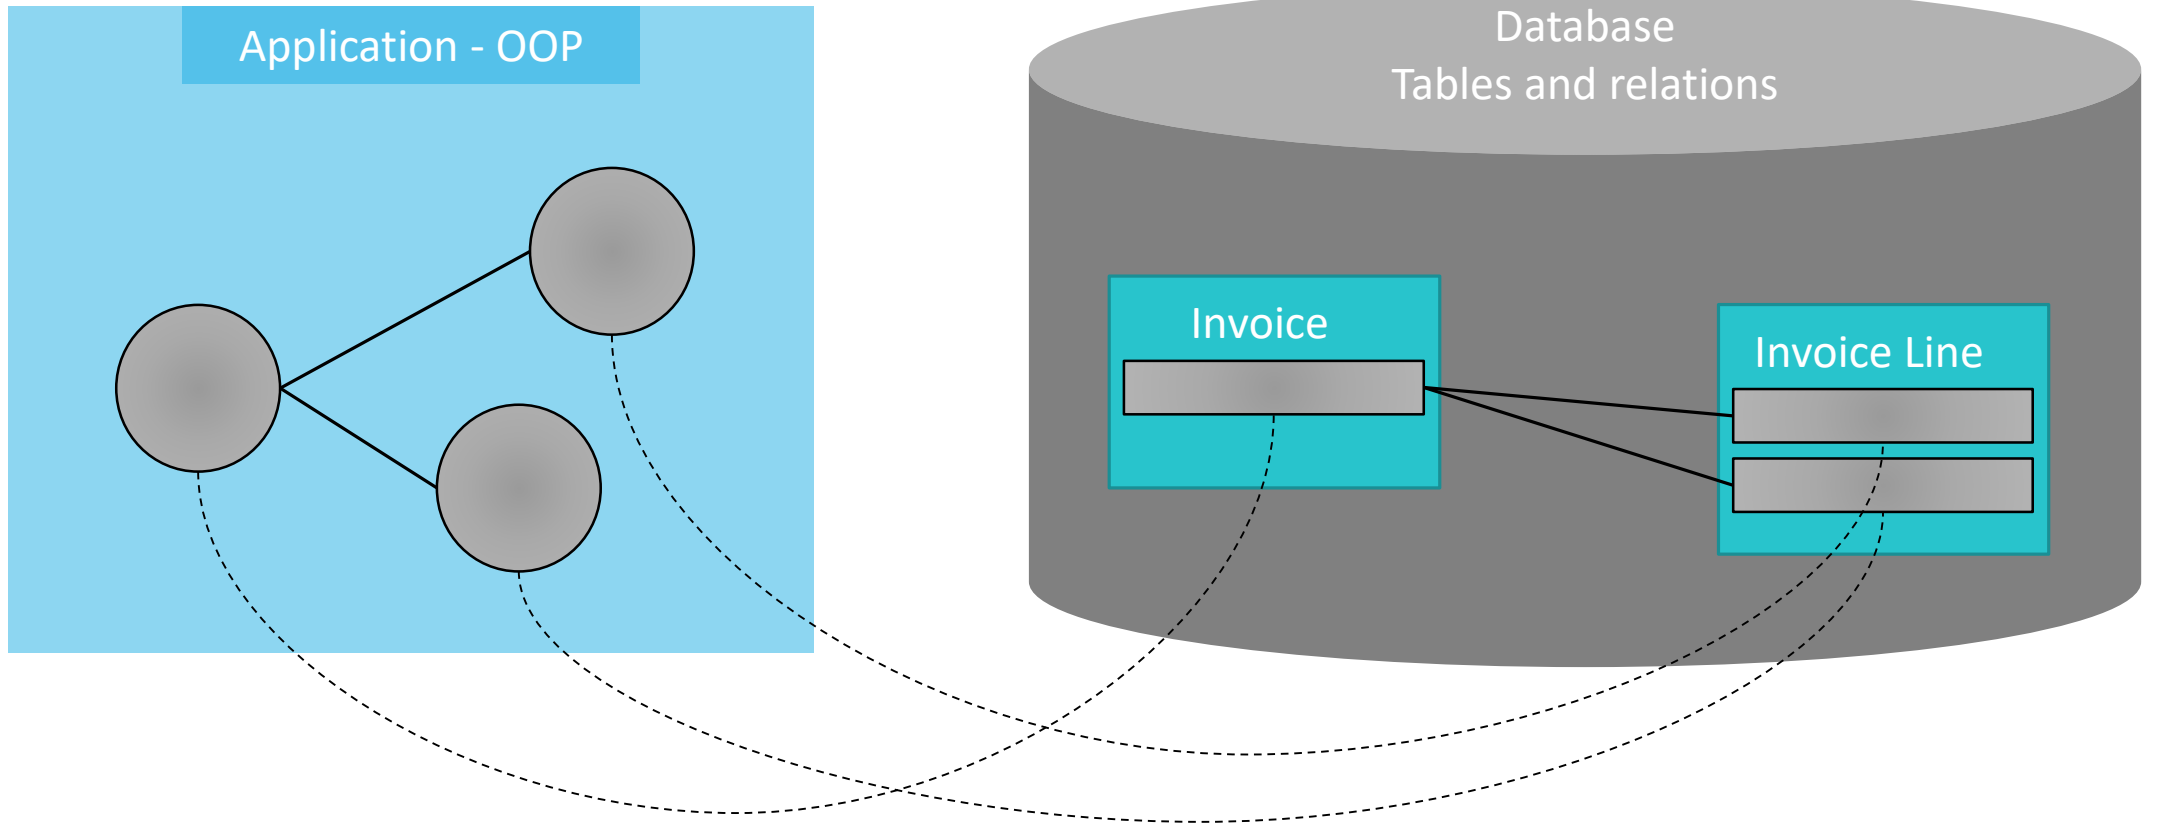 Application - OOP
Database
Tables and relations
Invoice
Invoice Line